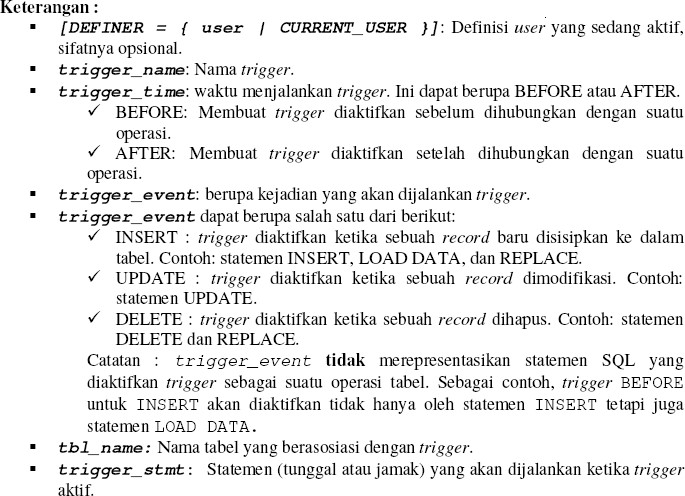 Keterangan :
▪ [DEFINER = { user | CURRENT_USER }]: Definisi user yang sedang aktif,
sifatnya opsional.
▪ trigger_name: Nama trigger.
▪ trigger_time: waktu menjalankan trigger. Ini dapat berupa BEFORE atau AFTER.
✓ BEFORE: Membuat trigger diaktifkan sebelum dihubungkan dengan suatu
operasi.
✓ AFTER: Membuat trigger diaktifkan setelah dihubungkan dengan suatu
operasi.
▪ trigger_event: berupa kejadian yang akan dijalankan trigger.
▪ trigger_event dapat berupa salah satu dari berikut:
✓ INSERT : trigger diaktifkan ketika sebuah record baru disisipkan ke dalam
tabel. Contoh: statemen INSERT, LOAD DATA, dan REPLACE.
✓ UPDATE : trigger diaktifkan ketika sebuah record dimodifikasi. Contoh:
statemen UPDATE.
✓ DELETE : trigger diaktifkan ketika sebuah record dihapus. Contoh: statemen
DELETE dan REPLACE.
Catatan : trigger_event tidak merepresentasikan statemen SQL yang
diaktifkan trigger sebagai suatu operasi tabel. Sebagai contoh, trigger BEFORE
untuk INSERT akan diaktifkan tidak hanya oleh statemen INSERT tetapi juga
statemen LOAD DATA.
▪ tbl_name: Nama tabel yang berasosiasi dengan trigger.
▪ trigger_stmt: Statemen (tunggal atau jamak) yang akan dijalankan ketika trigger
aktif.